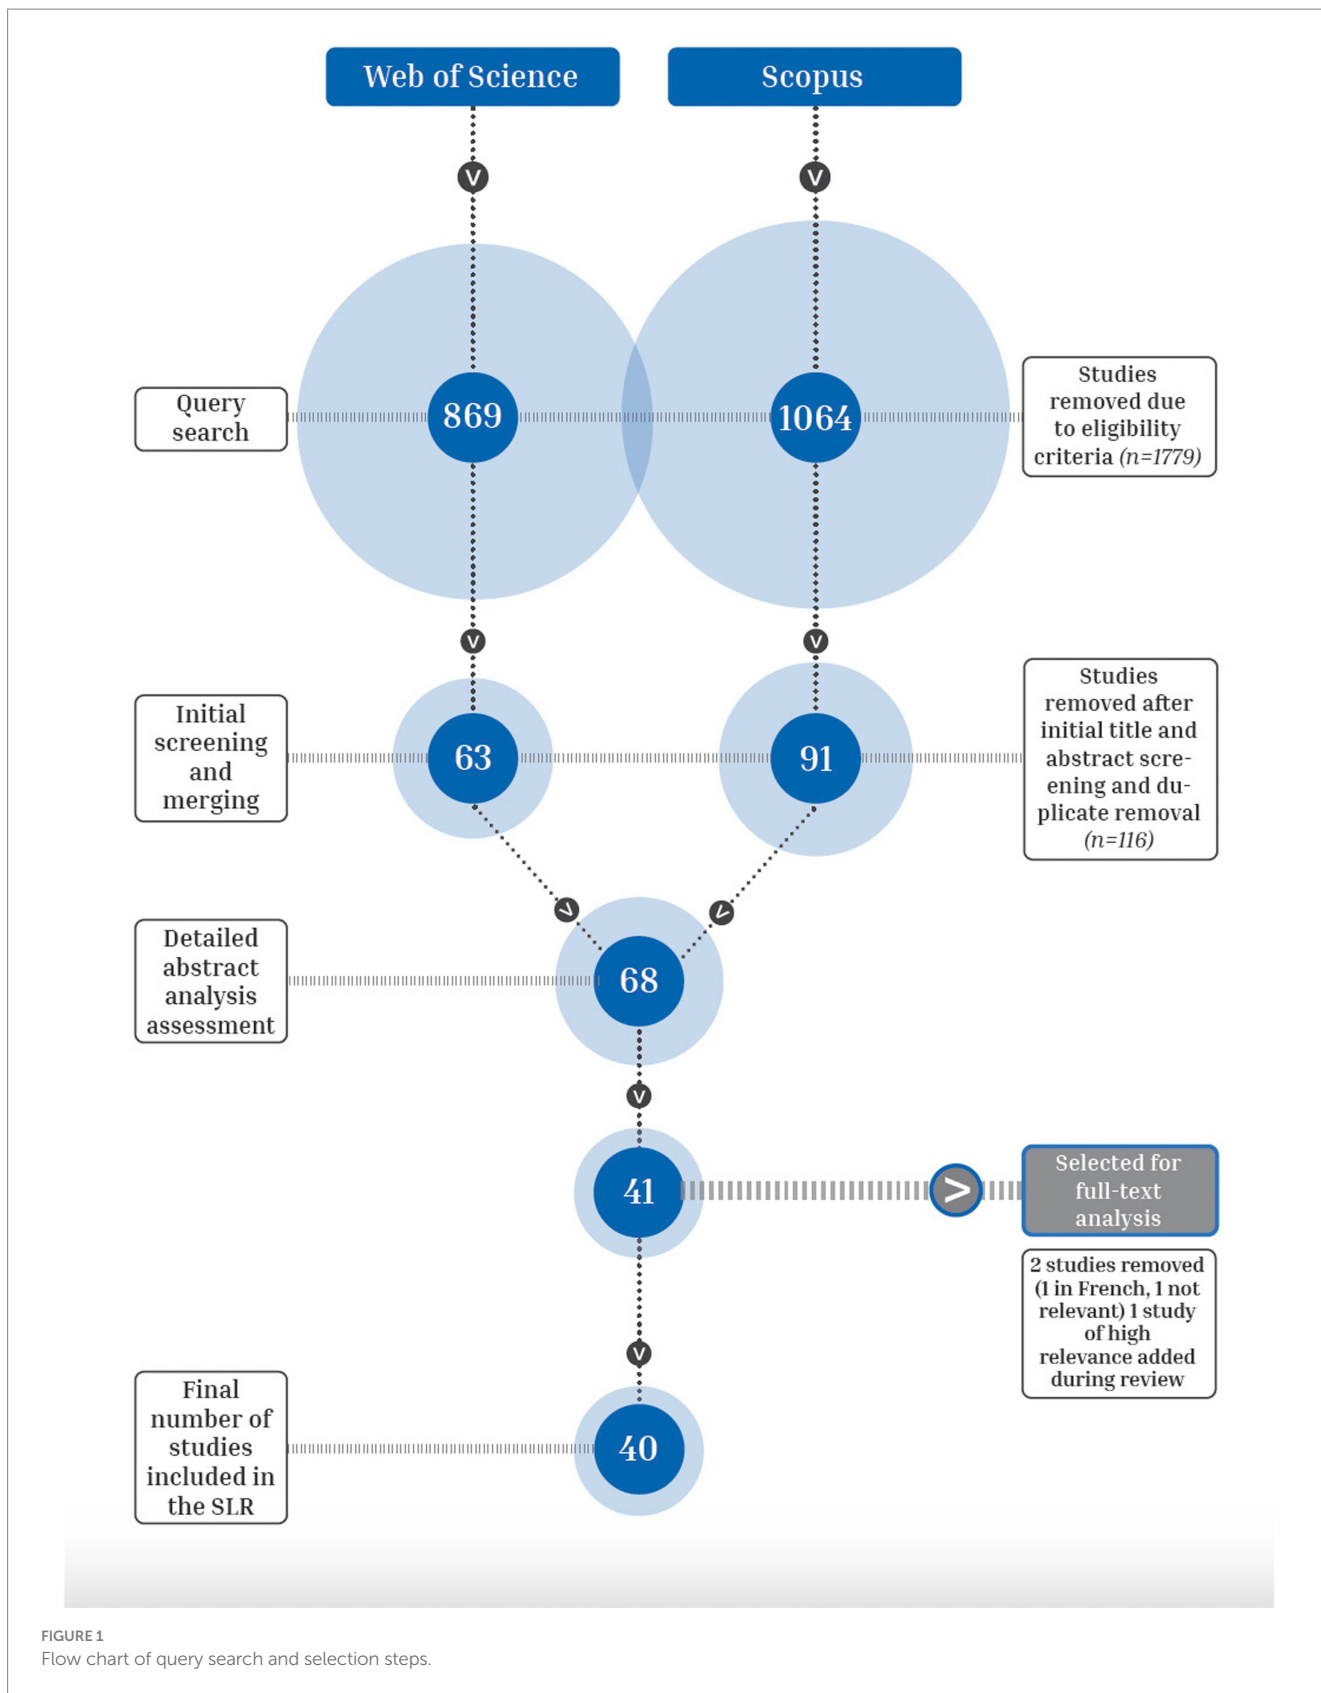 Web of Science
Scopus
V
V
Query
search
869
1064
Studies
removed due
to eligibility
criteria (n=1779)
V
V
Initial
screening
and
merging
63
91
Studies
removed after
initial title and
abstract scre-
ening and du-
plicate removal
(n=116)
V
V
Detailed
abstract
analysis
assessment
68
V
41
>
Selected for
full-text
analysis
2 studies removed
(1 in French, 1 not
relevant) 1 study
of high
relevance added
during review
V
Final
number of
studies
included in
the SLR
40
FIGURE 1
Flow chart of query search and selection steps.